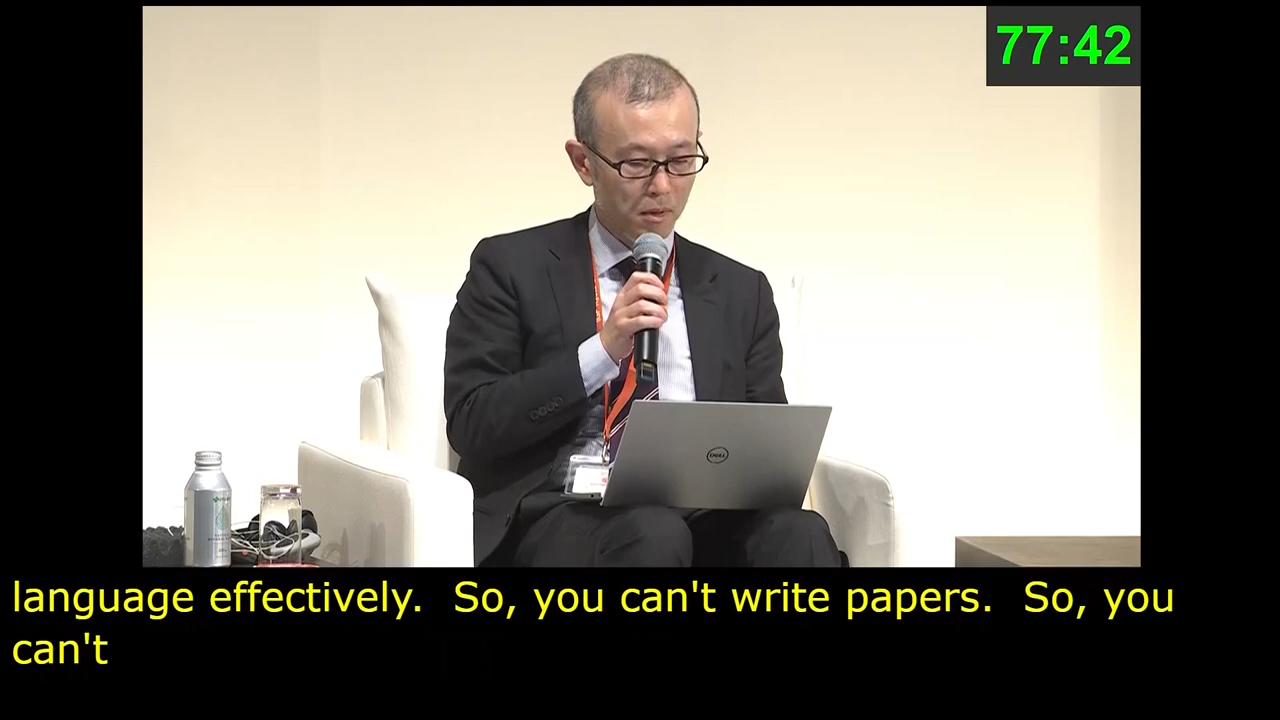 77:42
DELL
language effectively.  So, you can't write papers.  So, you
can't